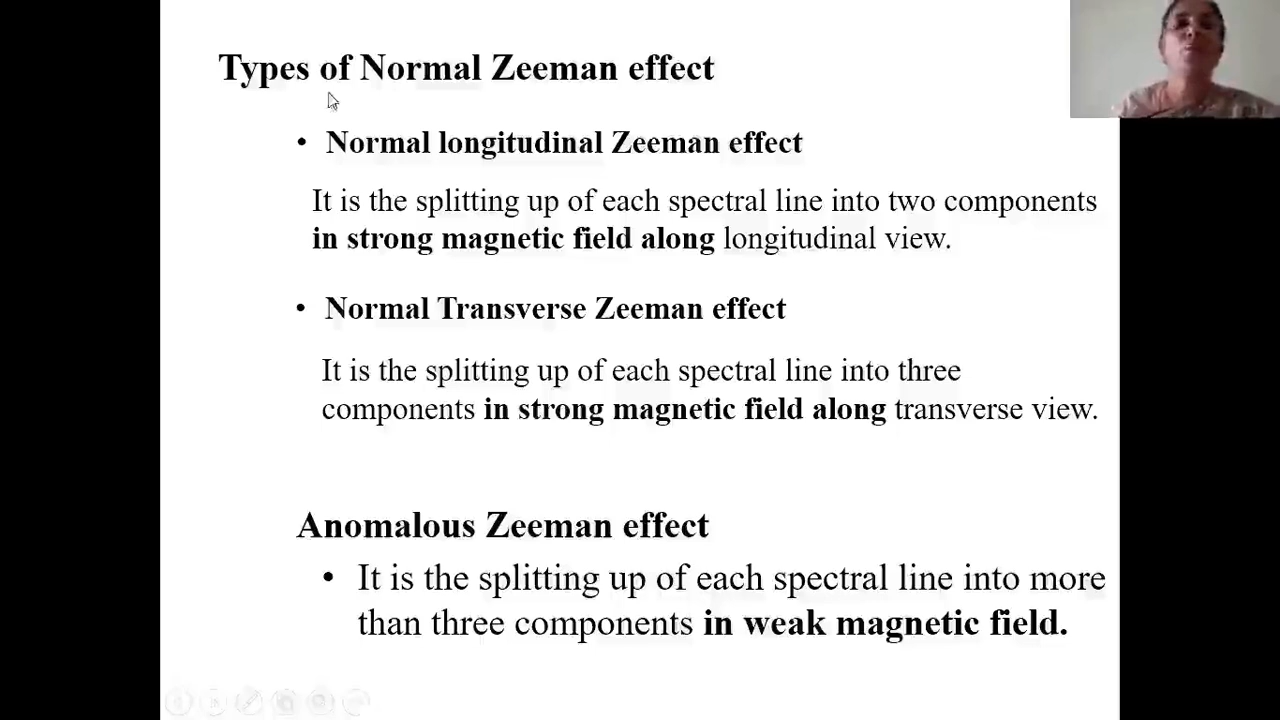 Types of Normal Zeeman effect
• Normal longitudinal Zeeman effect
It is the splitting up of each spectral line into two components
in strong magnetic field along longitudinal view.
• Normal Transverse Zeeman effect
It is the splitting up of each spectral line into three
components in strong magnetic field along transverse view.
Anomalous Zeeman effect
• It is the splitting up of each spectral line into more
than three components in weak magnetic field.